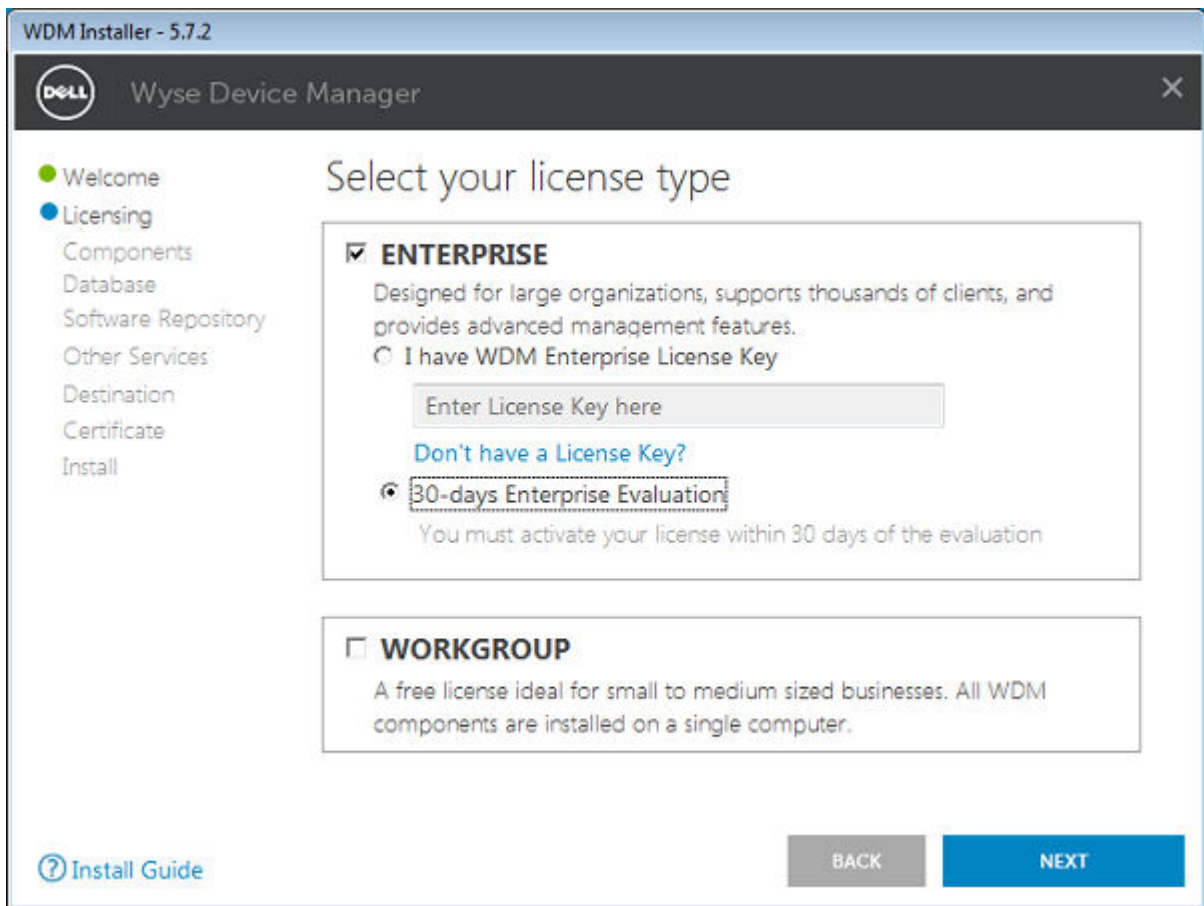 WDM Installer - 5.7.2
DELL
Wyse Device Manager
Welcome
Licensing
Components
Database
Software Repository
Other Services
Destination
Certificate
Install
Select your license type
ENTERPRISE
Designed for large organizations, supports thousands of clients, and
provides advanced management features.
I have WDM Enterprise License Key
Enter License Key here
Don't have a License Key?
30-days Enterprise Evaluation
You must activate your license within 30 days of the evaluation
WORKGROUP
A free license ideal for small to medium sized businesses. All WDM
components are installed on a single computer.
? Install Guide
BACK
NEXT